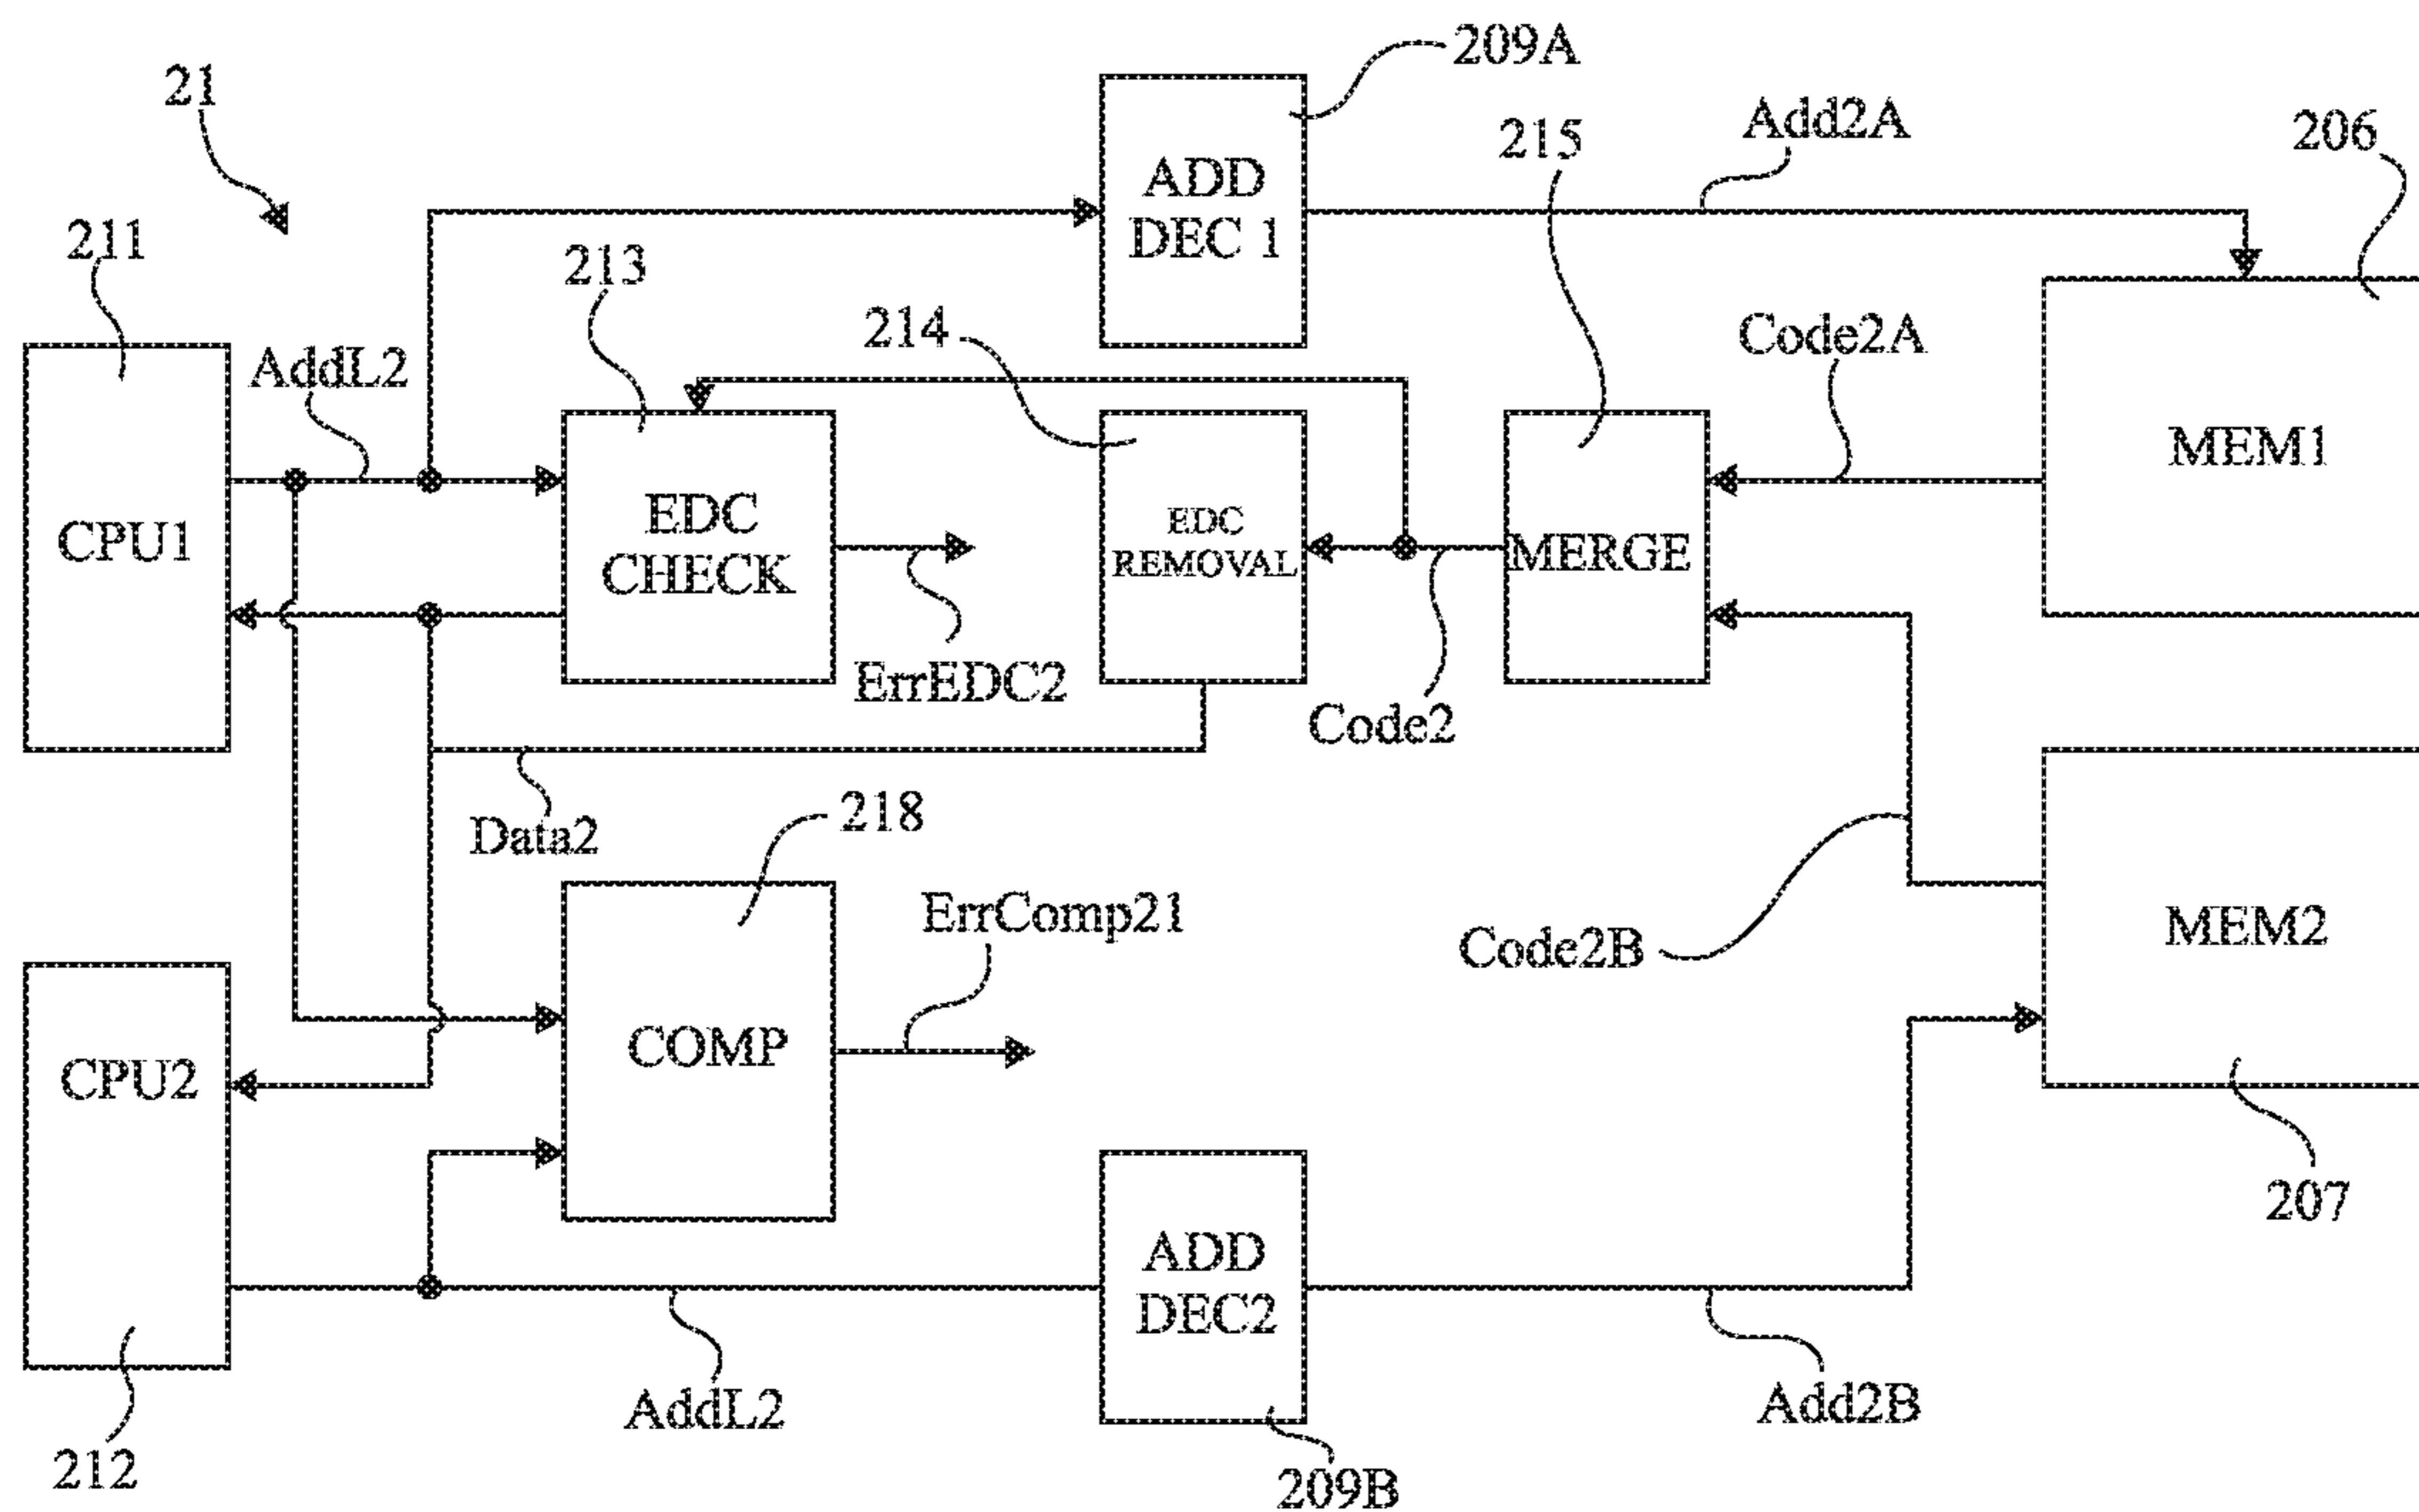 209A
21
Add2A
206
215
ADD
DEC 1
211
213
214
Code2A
AddL2
MEM1
EDC
CHECK
EDC
REMOVAL
MERGE
CPU1
ErrEDC2
Code2
218
Data2
ErrComp21
Code2B
MEM2
COMP
CPU2
207
ADD
DEC2
AddL2
Add2B
212
209B